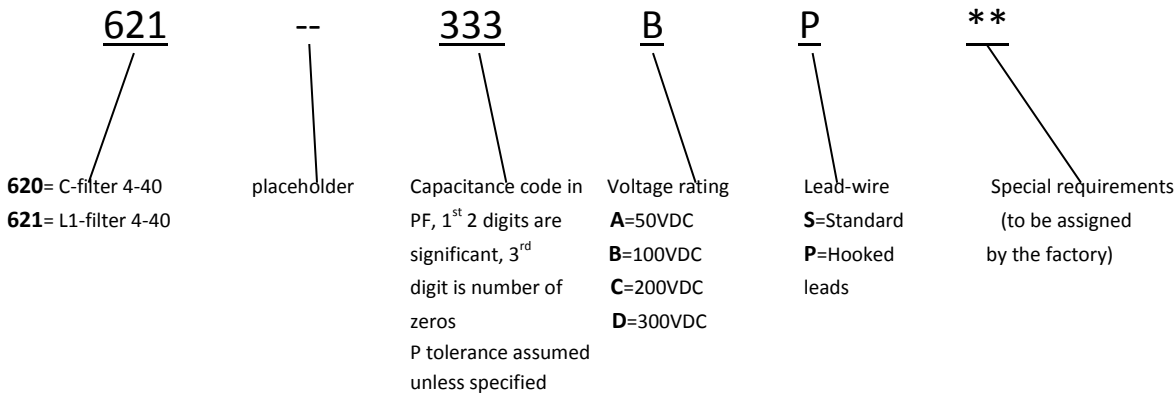 621 -- 333 B P **
620= C-filter 4-40
621= L1-filter 4-40
placeholder
Capacitance code in
PF, 1st 2 digits are
significant, 3rd
digit is number of
zeros
P tolerance assumed
unless specified
Voltage rating
A=50VDC
B=100VDC
C=200VDC
D=300VDC
Lead-wire
S=Standard
P=Hooked
leads
Special requirements
(to be assigned
by the factory)